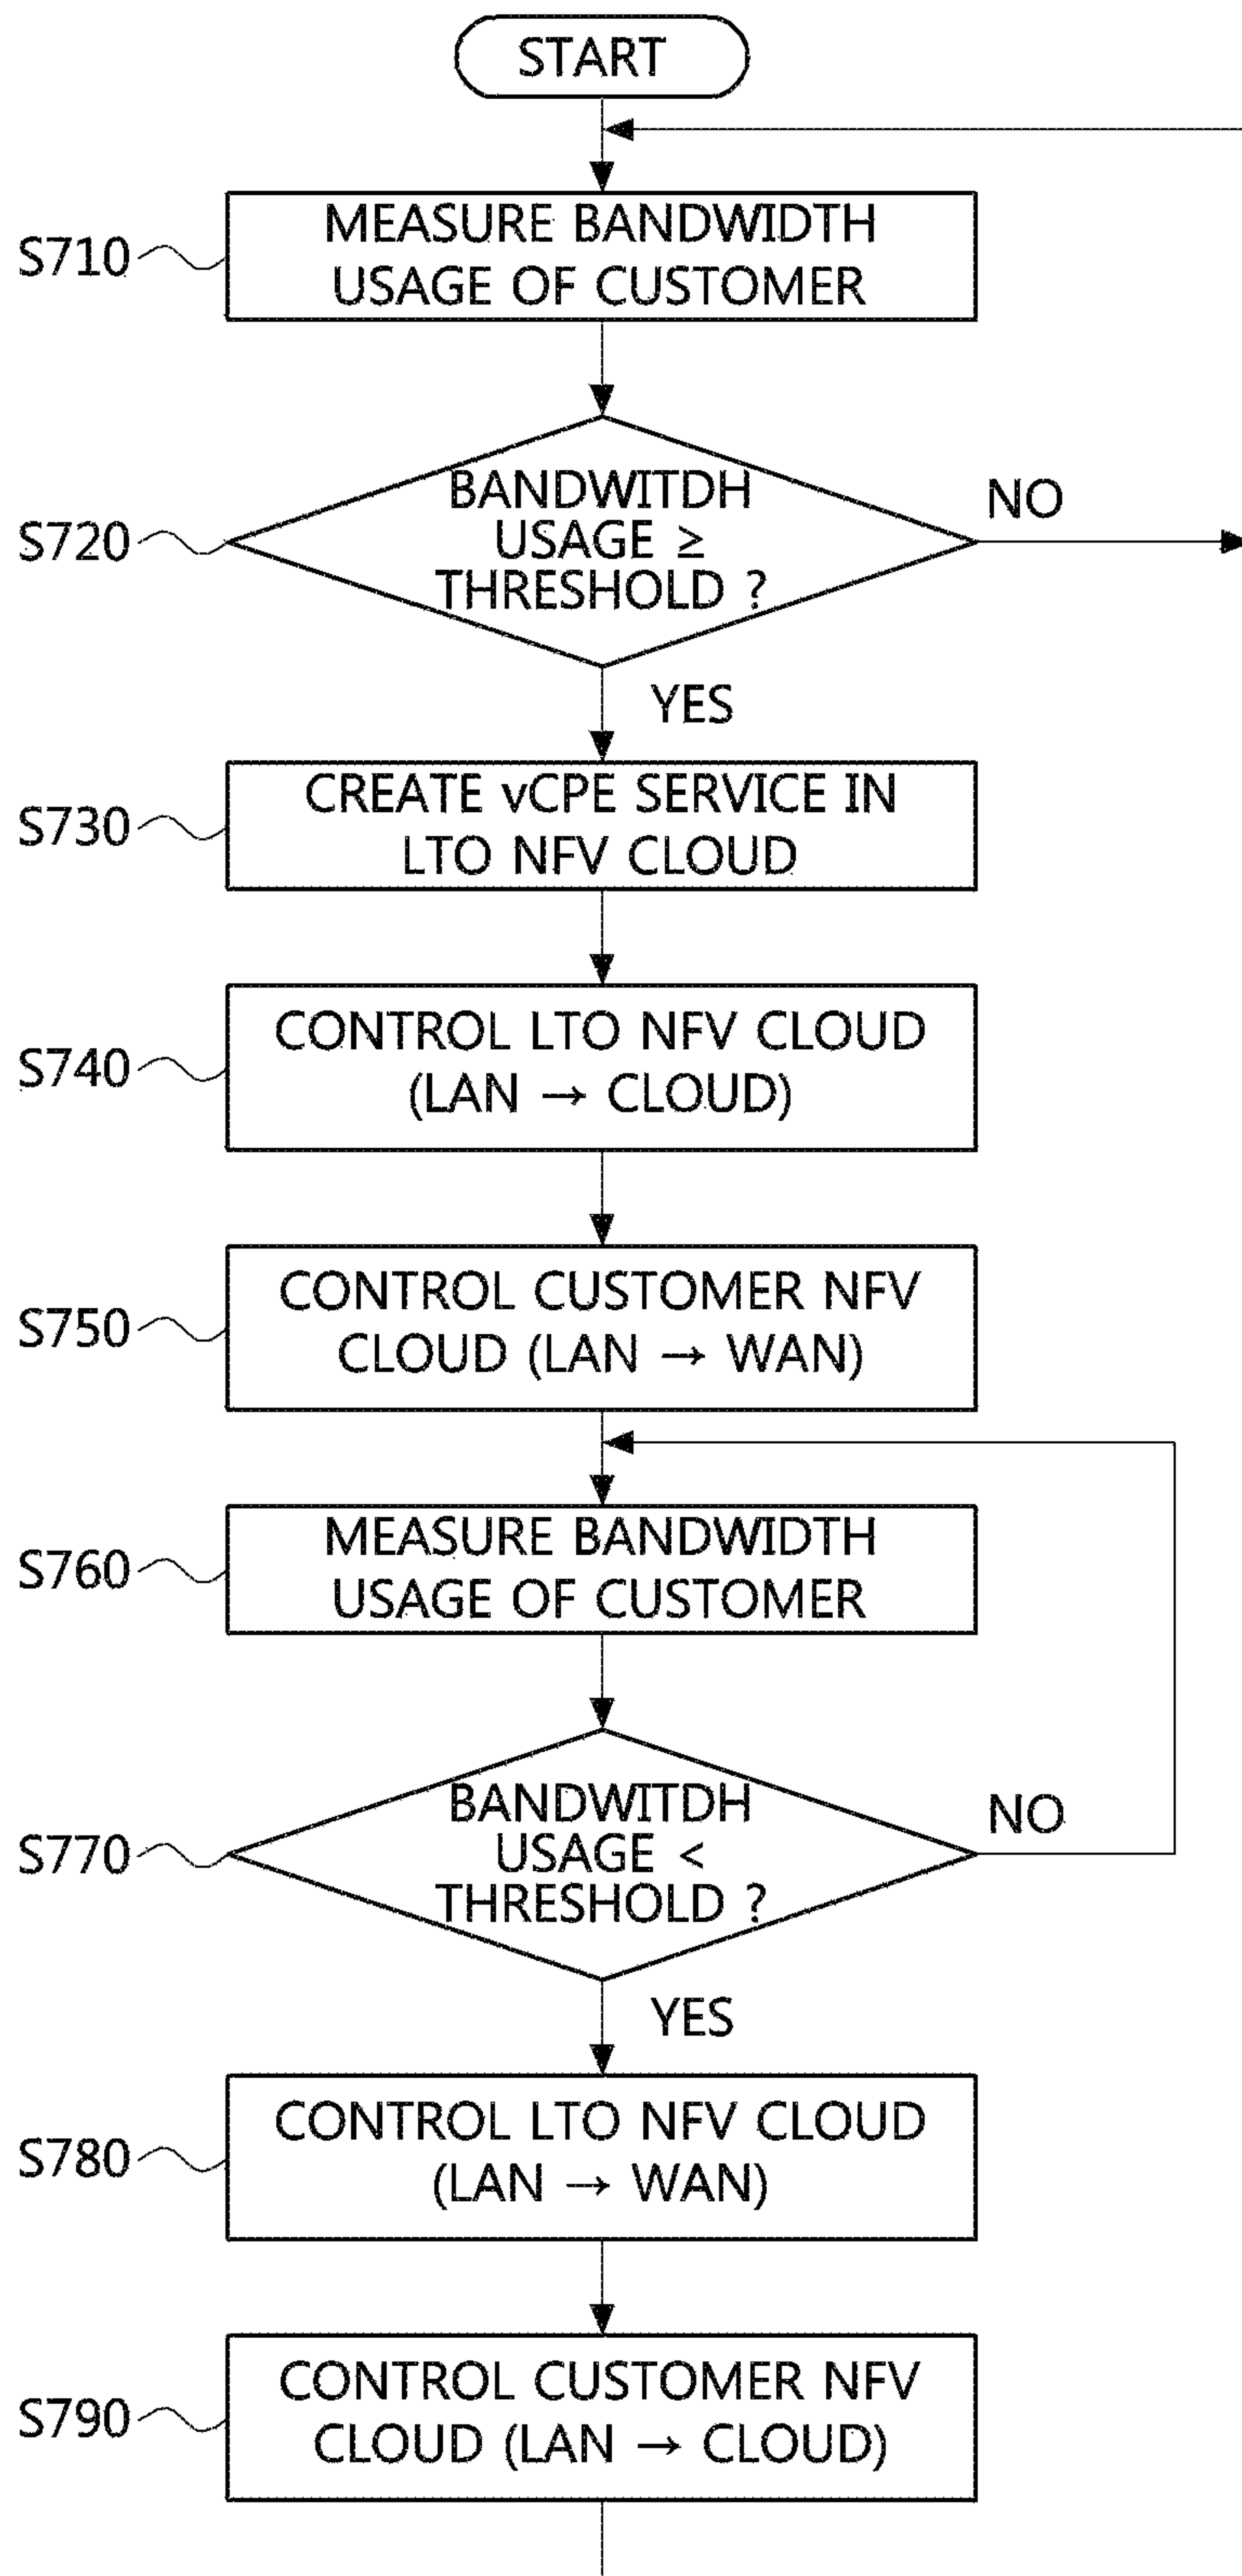 START
S710
MEASURE BANDWIDTH
USAGE OF CUSTOMER
S720
BANDWITDH
USAGE ≥
THRESHOLD ?
NO
YES
S730
CREATE vCPE SERVICE IN
LTO NFV CLOUD
S740
CONTROL LTO NFV CLOUD
(LAN → CLOUD)
S750
CONTROL CUSTOMER NFV
CLOUD (LAN → WAN)
S760
MEASURE BANDWIDTH
USAGE OF CUSTOMER
S770
BANDWITDH
USAGE <
THRESHOLD ?
NO
YES
S780
CONTROL LTO NFV CLOUD
(LAN → WAN)
S790
CONTROL CUSTOMER NFV
CLOUD (LAN → CLOUD)